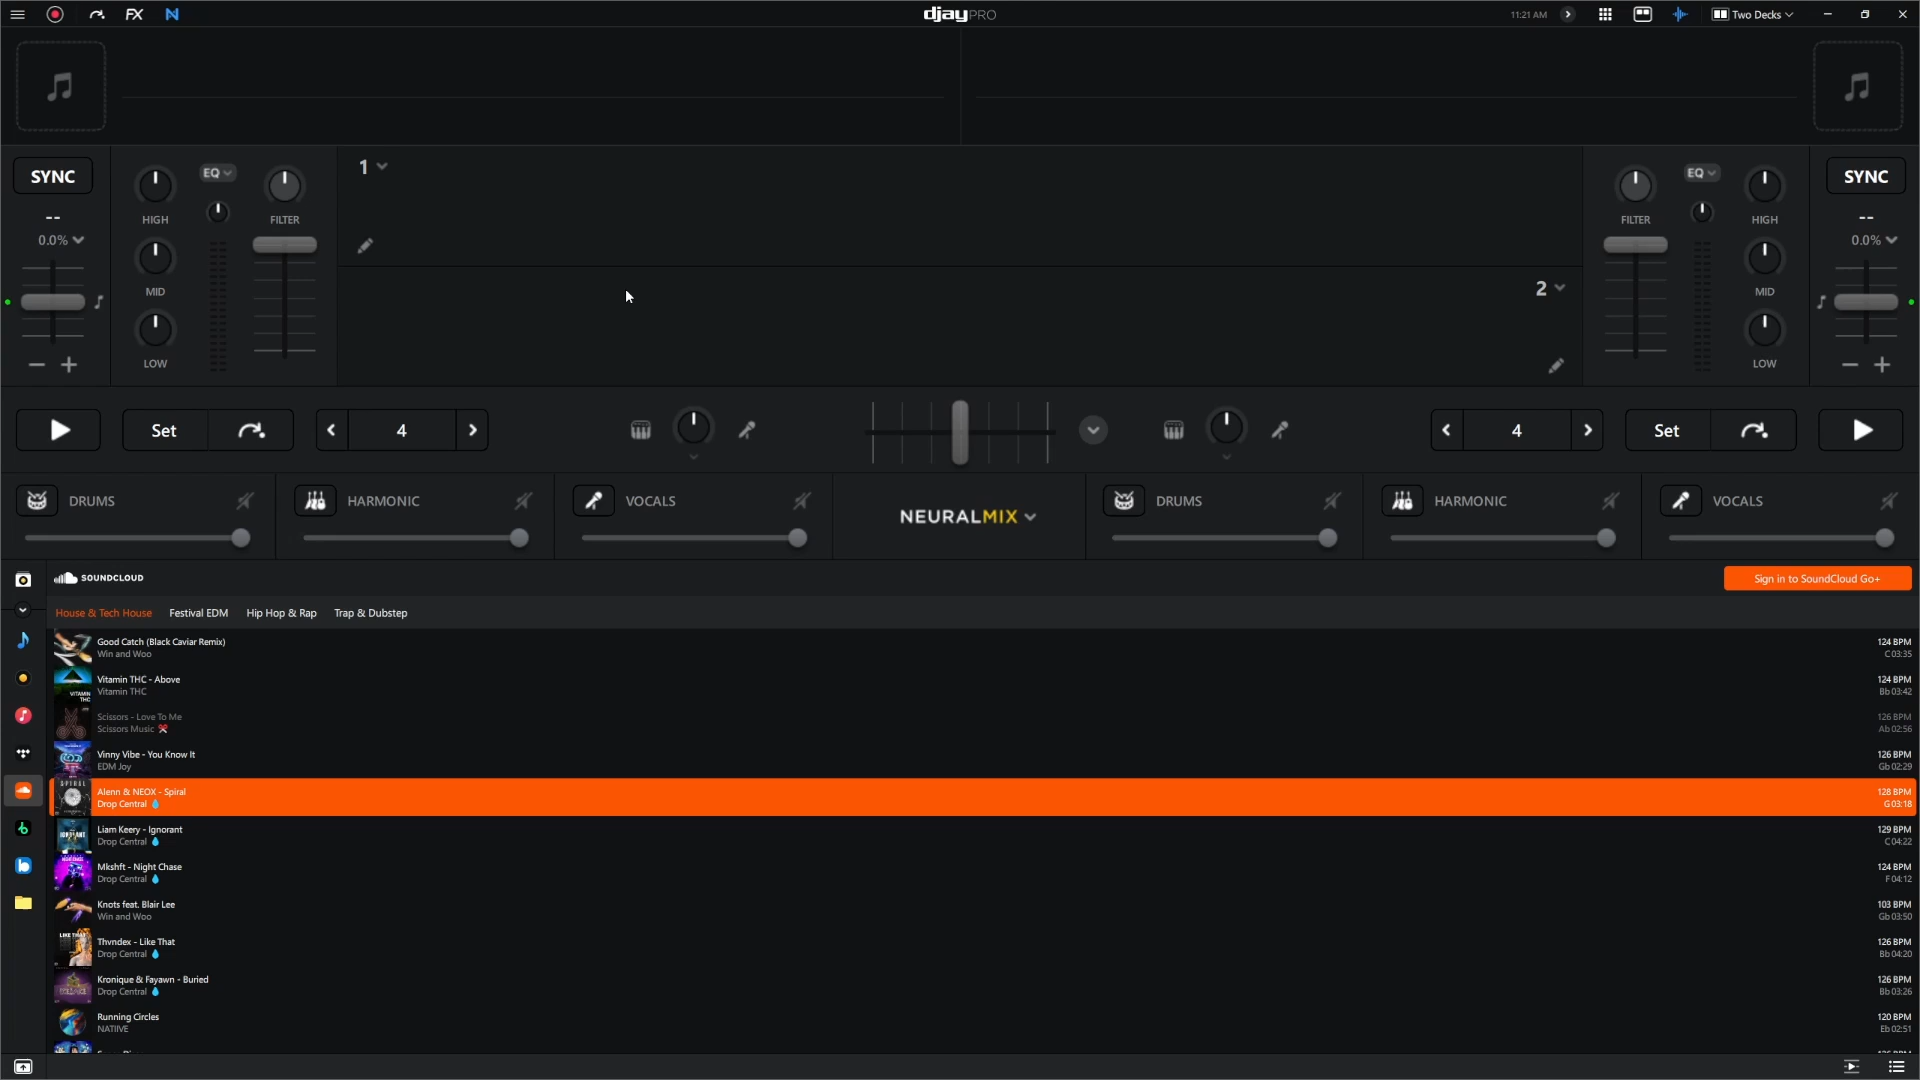 FX
djay PRO
11:21 AM
Two Decks
SYNC
--
0.0%
HIGH
MID
LOW
EQ
FILTER
1
2
FILTER
EQ
HIGH
MID
LOW
SYNC
--
0.0%
Set
4
4
Set
DRUMS
HARMONIC
VOCALS
NEURALMIX
DRUMS
HARMONIC
VOCALS
SOUNDCLOUD
Sign in to SoundCloud Go+
House & Tech House Festival EDM Hip Hop & Rap Trap & Dubstep
Good Catch (Black Caviar Remix) 124 BPM
Win and Woo C 03:35
Vitamin THC - Above 124 BPM
Vitamin THC Bb 03:42
Scissors - Love To Me 126 BPM
Scissors Music Ab 02:56
Vinny Vibe - You Know It 126 BPM
EDM Joy Gb 02:29
Alenn & NEOX - Spiral 128 BPM
Drop Central G 03:18
Liam Keery - Ignorant 129 BPM
Drop Central C 04:22
Mkshft - Night Chase 124 BPM
Drop Central F 04:12
Knots feat. Blair Lee 103 BPM
Win and Woo Gb 03:50
Thvndex - Like That 126 BPM
Drop Central Bb 04:20
Kronique & Fayawn - Buried 126 BPM
Drop Central Bb 03:26
Running Circles 120 BPM
NATIIVE Eb 02:51